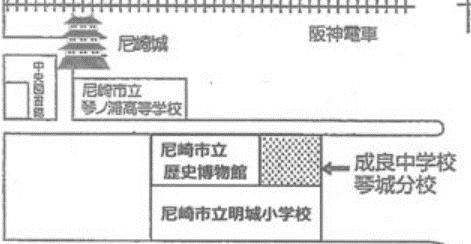 阪神電車
尼崎城
中央図書館
尼崎市立
琴ノ浦高等学校
尼崎市立
歴史博物館
成良中学校
琴城分校
尼崎市立明城小学校